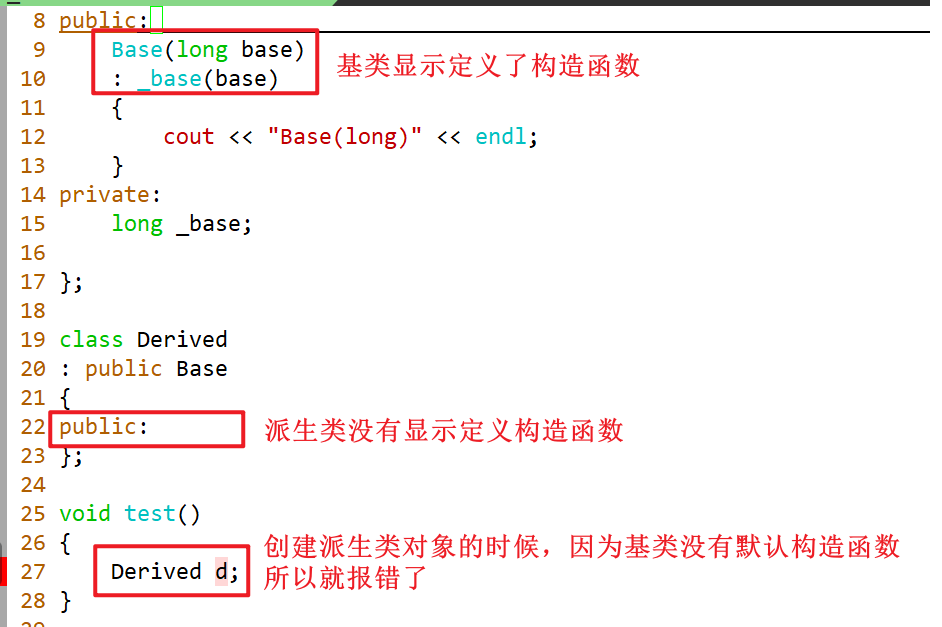 8 public:
9 Base(long base)
基类显示定义了构造函数
10 : _base(base)
11 {
12 cout << "Base(long)" << endl;
13 }
14 private:
15 long _base;
16
17 };
18
19 class Derived
20 : public Base
21 {
22 public:
派生类没有显示定义构造函数
23 };
24
25 void test()
26 {
27 Derived d;
创建派生类对象的时候，因为基类没有默认构造函数
所以就报错了
28 }